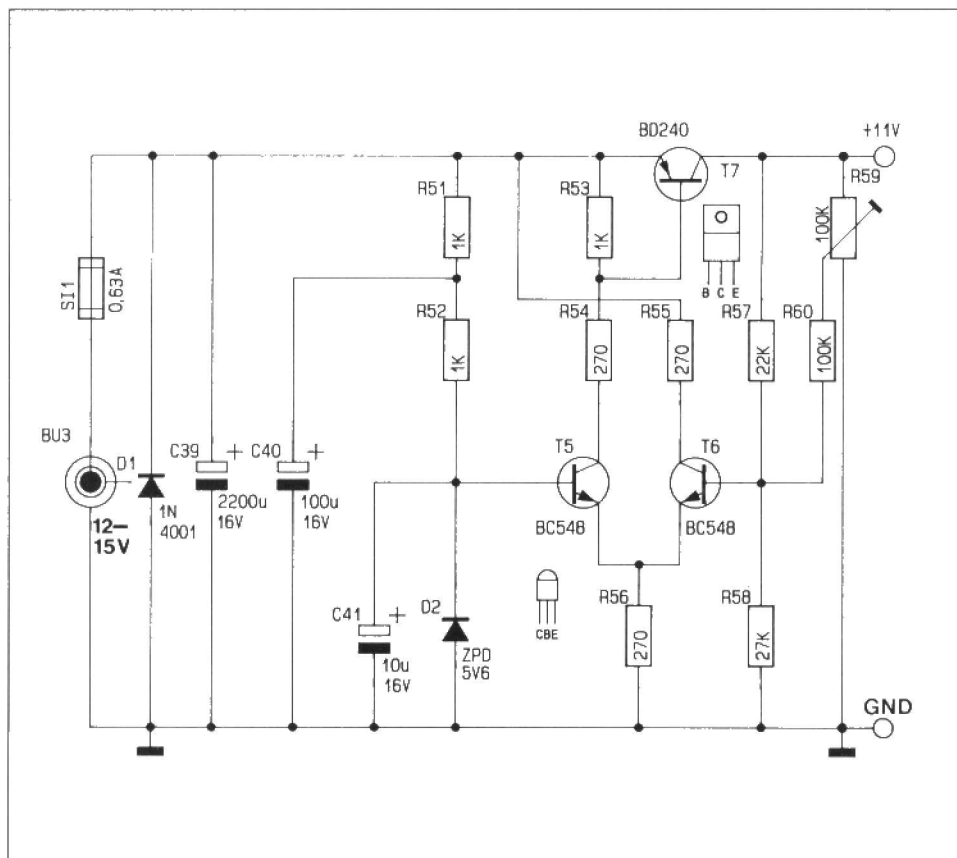 BD240
+11V
T7
R59
100K
R51
1K
R53
1K
B C E
SI1
0,63A
R52
1K
R54
270
R55
270
R57
22K
R60
100K
BU3
D1
12–
15V
1N
4001
C39
+
2200u
16V
C40
+
100u
16V
T5
BC548
T6
BC548
C41
+
10u
16V
D2
ZPD
5V6
CBE
R56
270
R58
27K
GND